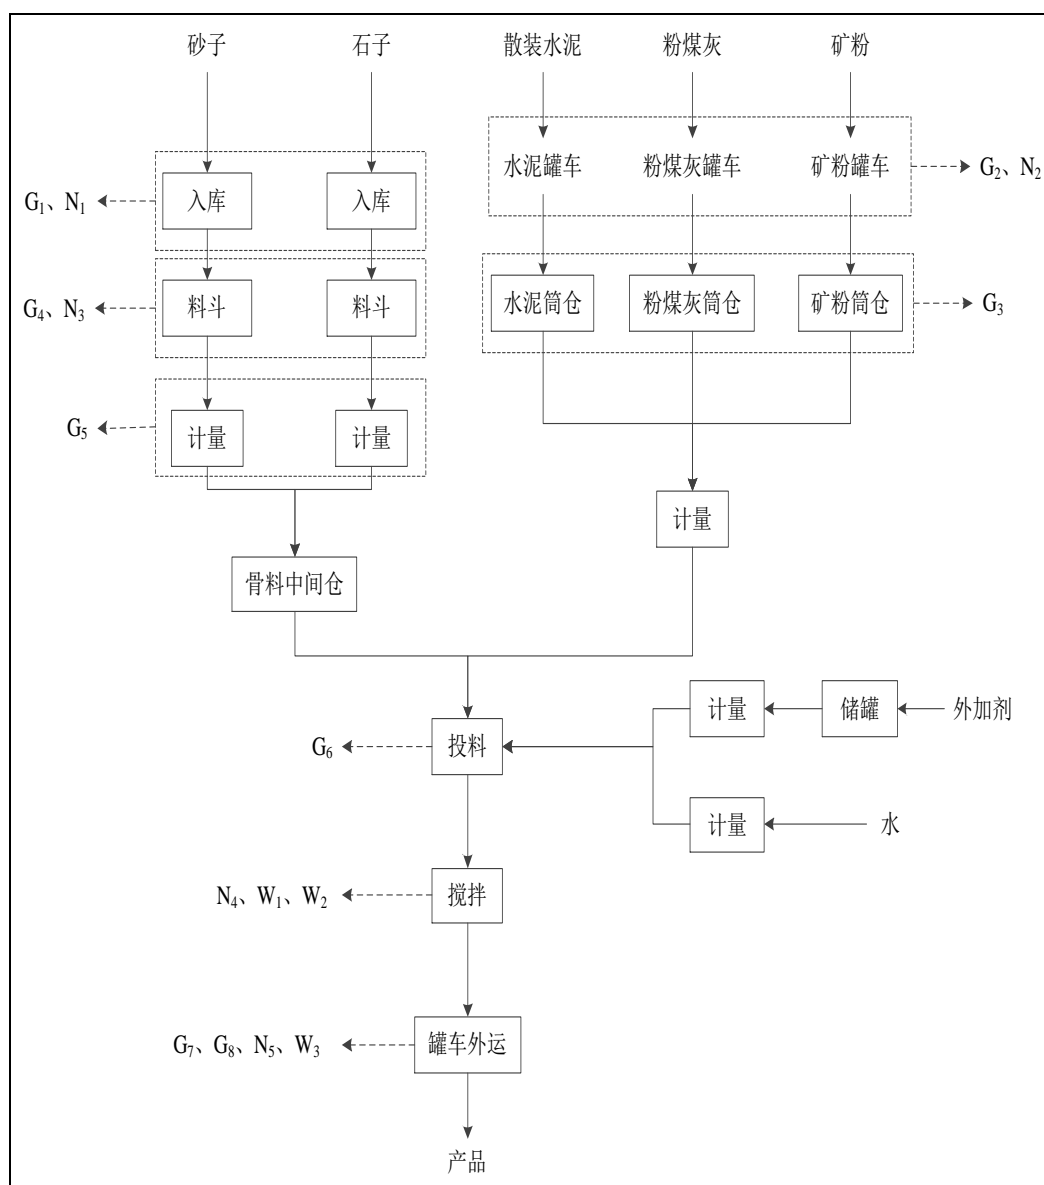 砂子 石子 散装水泥 粉煤灰 矿粉
水泥罐车 粉煤灰罐车 矿粉罐车 G₂、N₂
G₁、N₁ 入库 入库
G₄、N₃ 料斗 料斗 水泥筒仓 粉煤灰筒仓 矿粉筒仓 G₃
G₅ 计量 计量
计量
骨料中间仓
计量 储罐 外加剂
G₆ 投料
计量 水
N₄、W₁、W₂ 搅拌
G₇、G₈、N₅、W₃ 罐车外运
产品